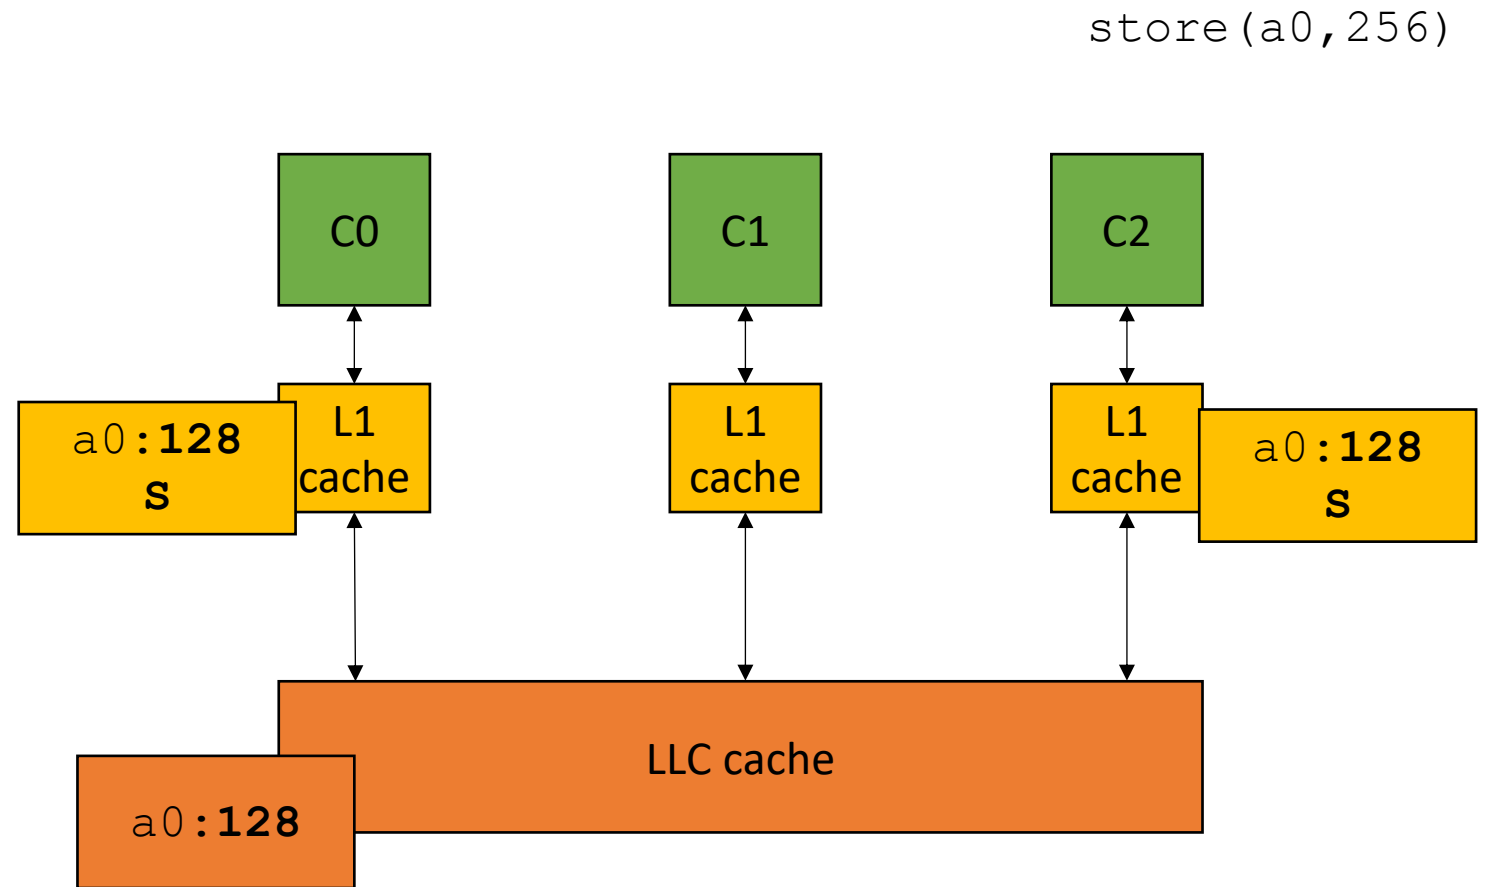 store(a0,256)
C0
C1
C2
a0:128
S
L1
cache
L1
cache
L1
cache
a0:128
S
LLC cache
a0:128